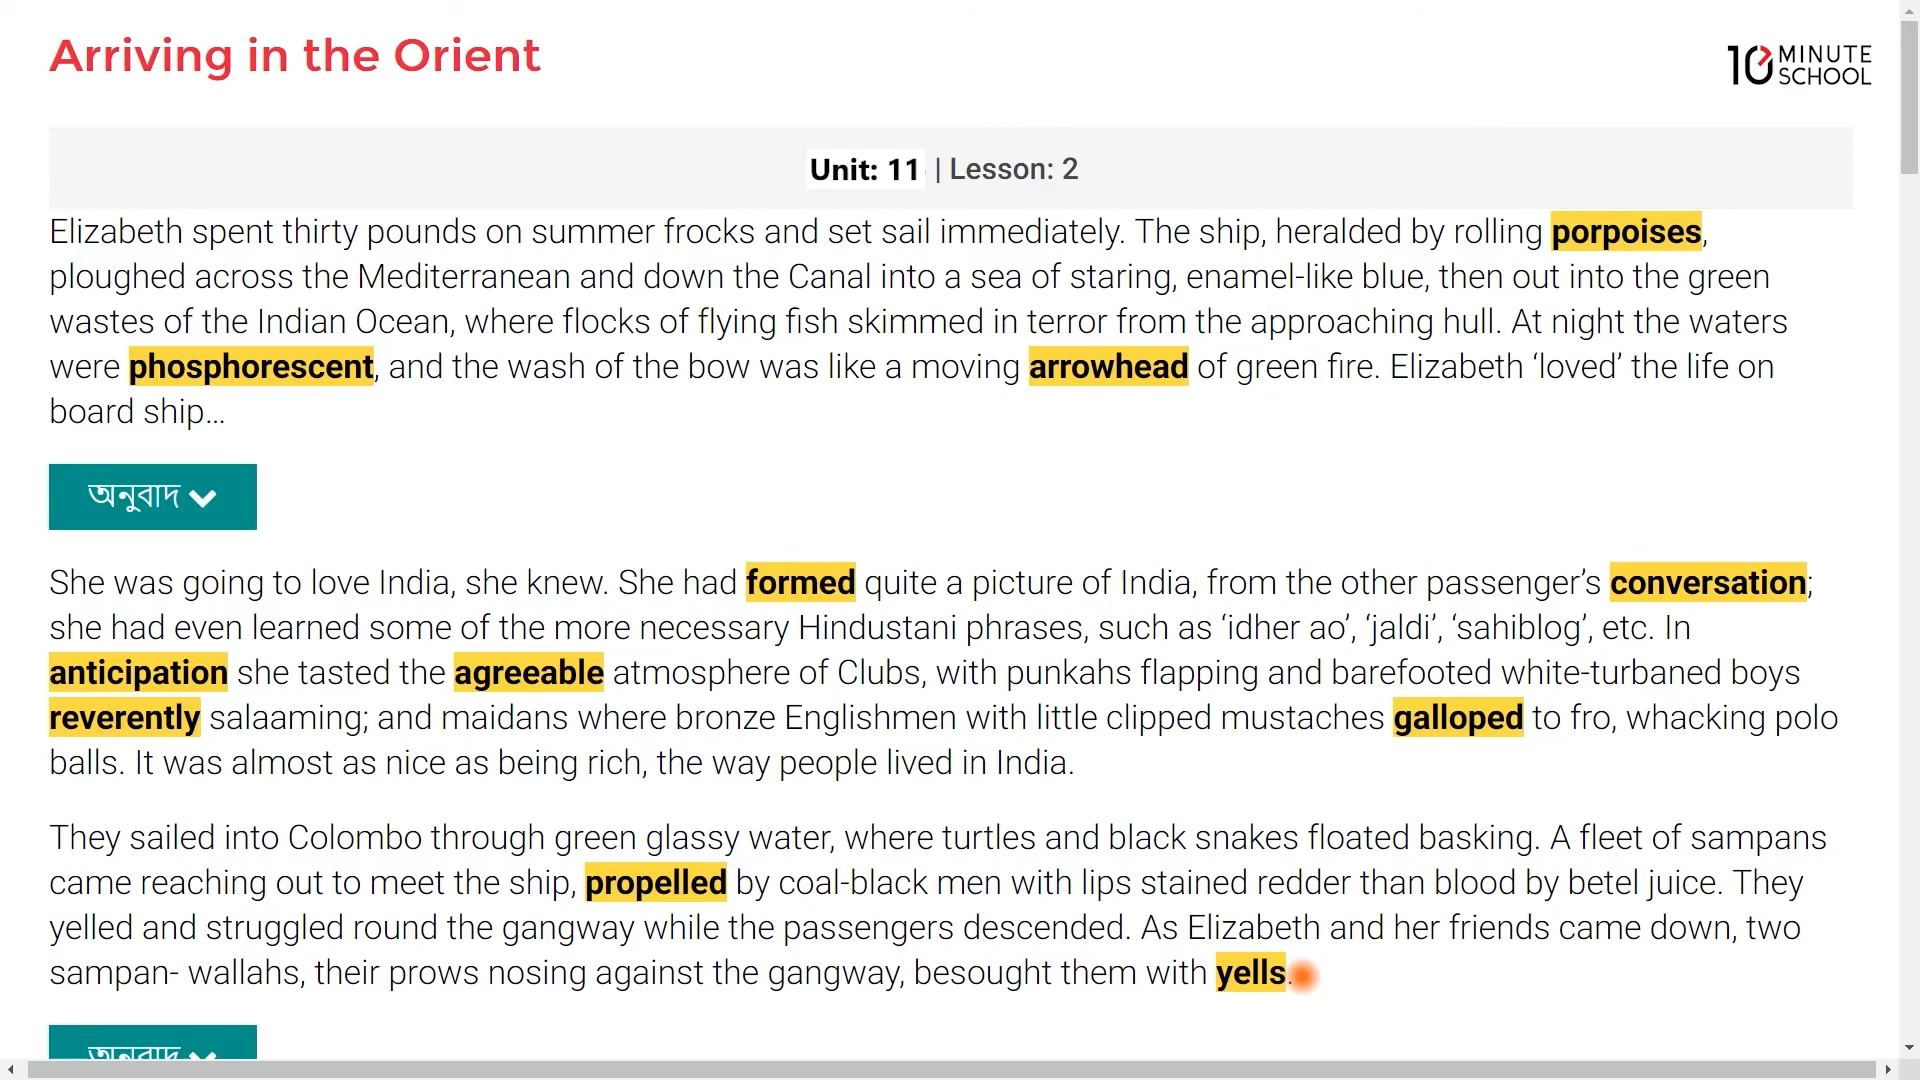 Arriving in the Orient
10 MINUTE
SCHOOL
Unit: 11 | Lesson: 2
Elizabeth spent thirty pounds on summer frocks and set sail immediately. The ship, heralded by rolling porpoises,
ploughed across the Mediterranean and down the Canal into a sea of staring, enamel-like blue, then out into the green
wastes of the Indian Ocean, where flocks of flying fish skimmed in terror from the approaching hull. At night the waters
were phosphorescent, and the wash of the bow was like a moving arrowhead of green fire. Elizabeth ‘loved’ the life on
board ship...
অনুবাদ
She was going to love India, she knew. She had formed quite a picture of India, from the other passenger’s conversation;
she had even learned some of the more necessary Hindustani phrases, such as ‘idher ao’, ‘jaldi’, ‘sahiblog’, etc. In
anticipation she tasted the agreeable atmosphere of Clubs, with punkahs flapping and barefooted white-turbaned boys
reverently salaaming; and maidans where bronze Englishmen with little clipped mustaches galloped to fro, whacking polo
balls. It was almost as nice as being rich, the way people lived in India.
They sailed into Colombo through green glassy water, where turtles and black snakes floated basking. A fleet of sampans
came reaching out to meet the ship, propelled by coal-black men with lips stained redder than blood by betel juice. They
yelled and struggled round the gangway while the passengers descended. As Elizabeth and her friends came down, two
sampan- wallahs, their prows nosing against the gangway, besought them with yells.
অনুবাদ